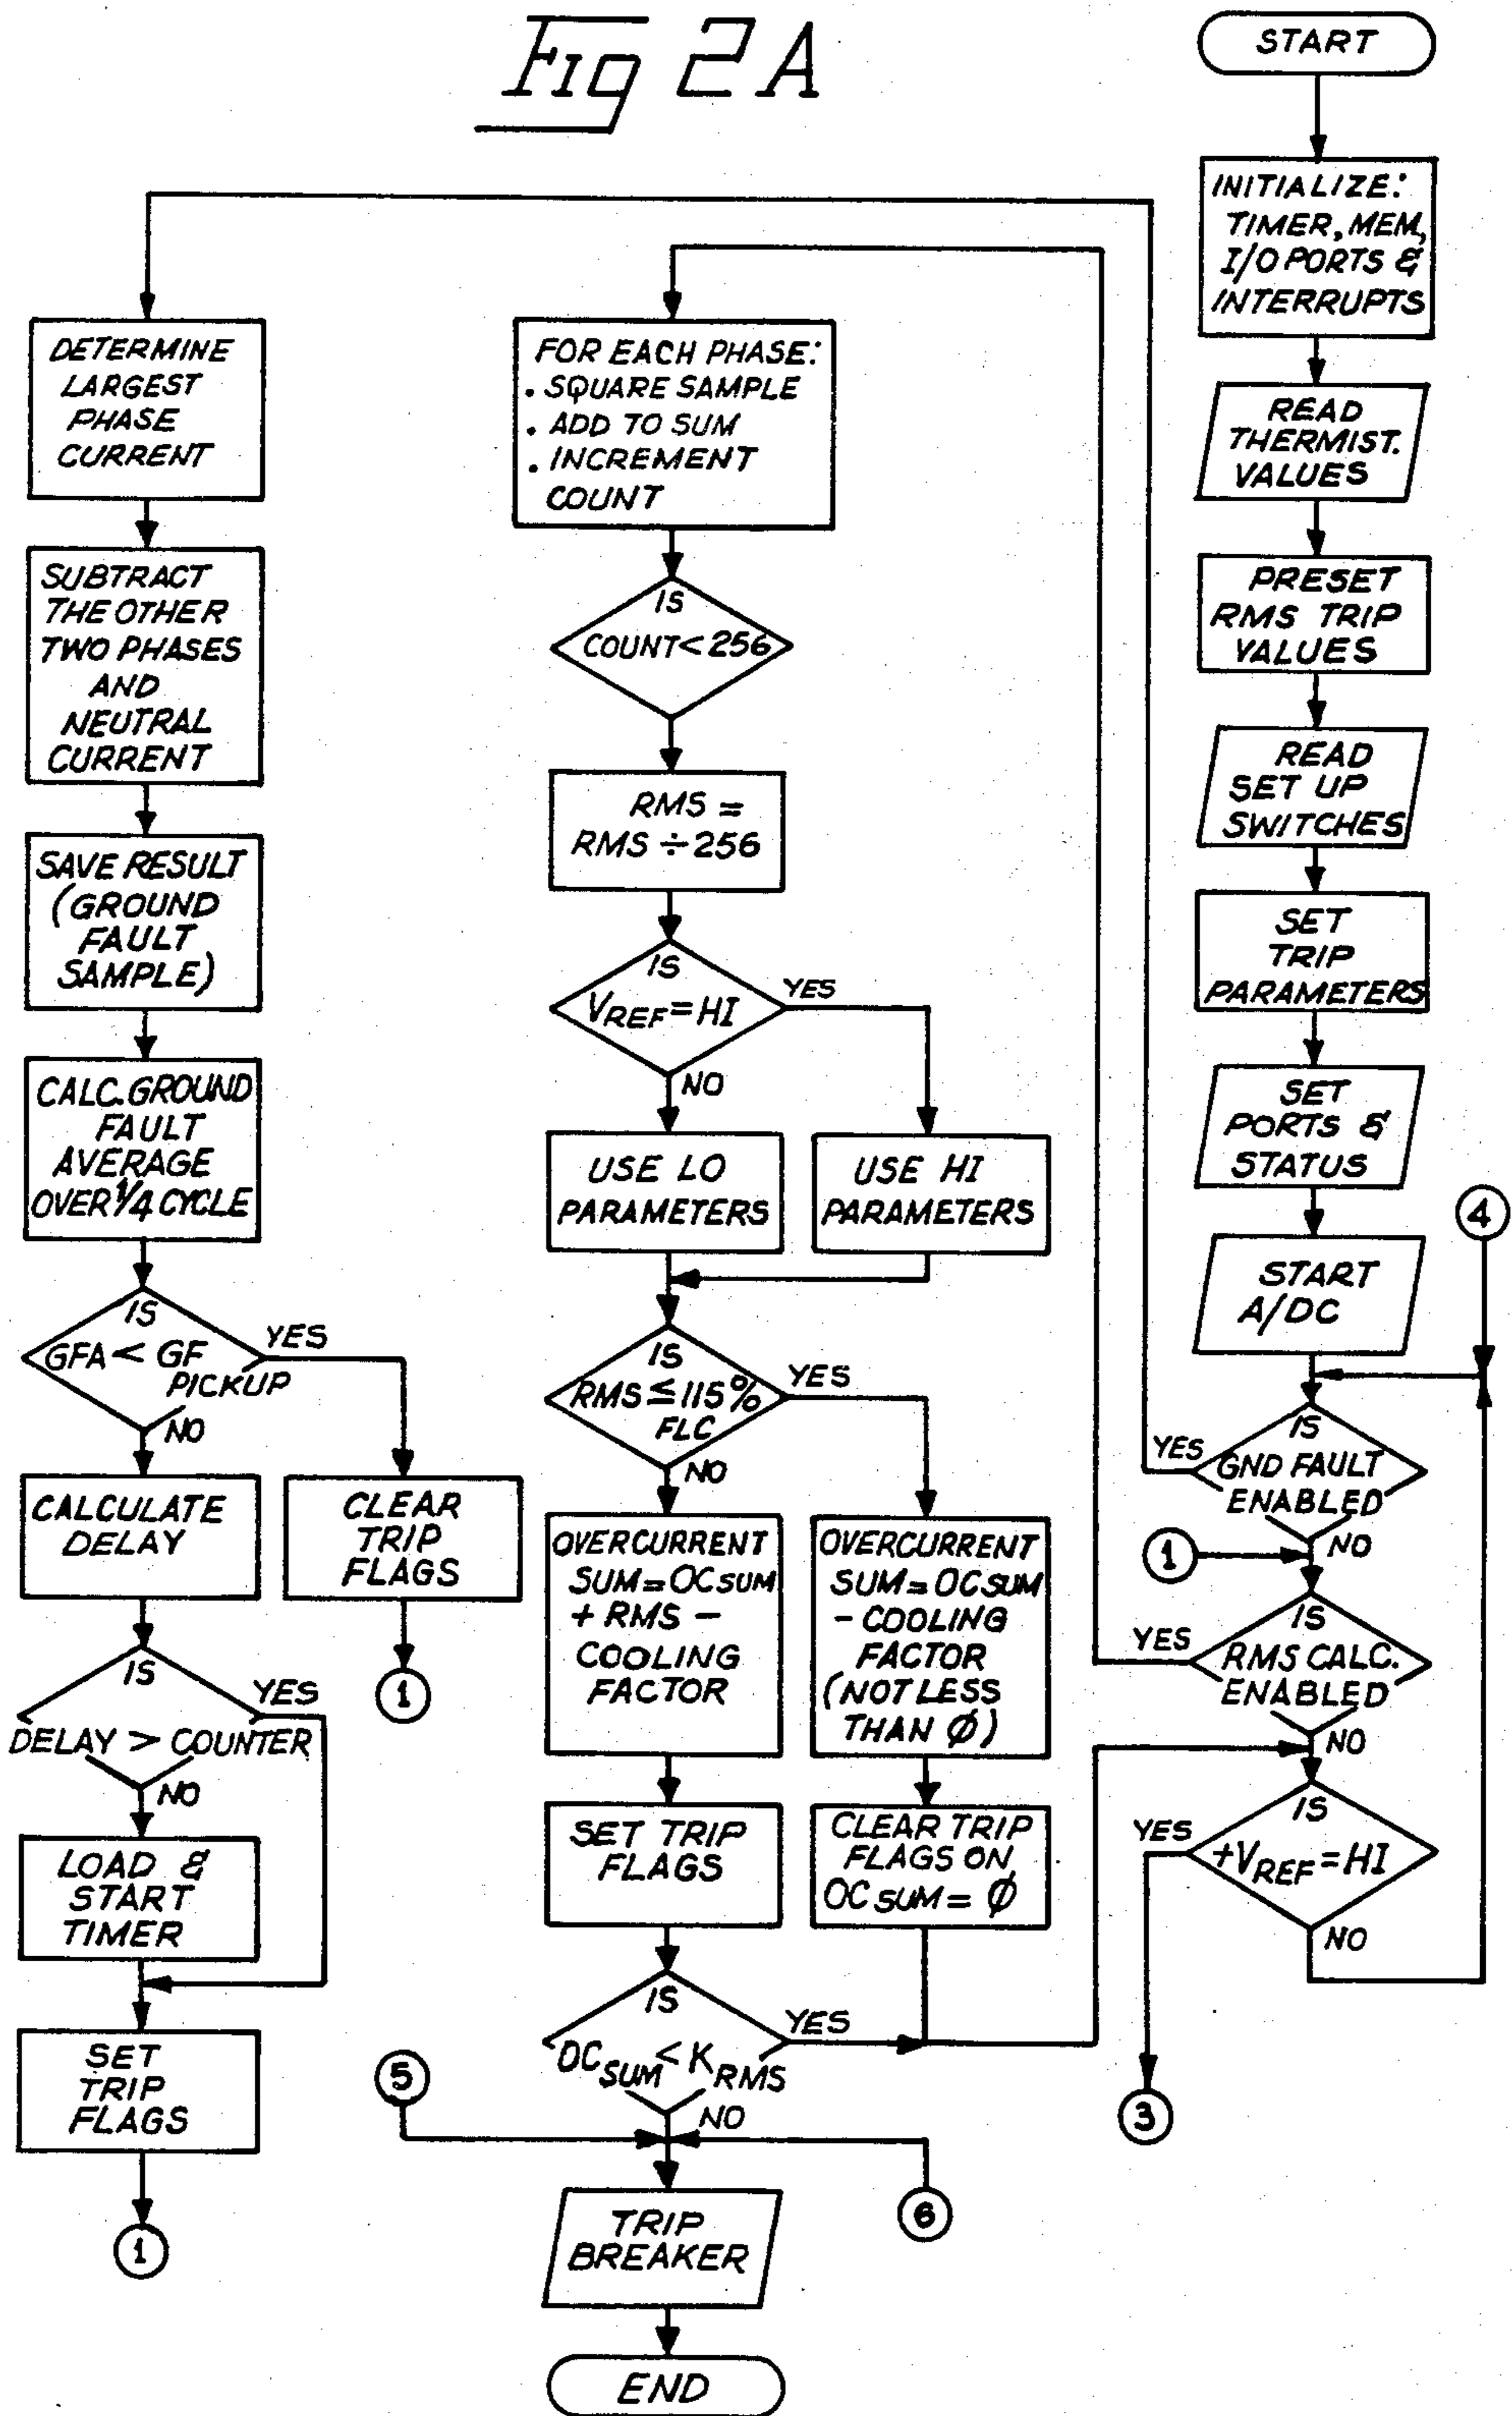 Fig 2A
START
INITIALIZE:
TIMER, MEM,
I/O PORTS &
INTERRUPTS
READ
THERMIST.
VALUES
PRESET
RMS TRIP
VALUES
READ
SET UP
SWITCHES
SET
TRIP
PARAMETERS
SET
PORTS &
STATUS
START
A/DC
4
IS
GND FAULT
ENABLED
YES
NO
1
IS
RMS CALC.
ENABLED
YES
NO
IS
+VREF=HI
YES
NO
3
FOR EACH PHASE:
. SQUARE SAMPLE
. ADD TO SUM
. INCREMENT
COUNT
IS
COUNT<256
RMS =
RMS ÷ 256
IS
VREF=HI
YES
NO
USE LO
PARAMETERS
USE HI
PARAMETERS
IS
RMS ≤ 115%
FLC
YES
NO
OVERCURRENT
SUM=OCSUM
+ RMS -
COOLING
FACTOR
OVERCURRENT
SUM=OCSUM
- COOLING
FACTOR
(NOT LESS
THAN Ø)
SET TRIP
FLAGS
CLEAR TRIP
FLAGS ON
OCSUM= Ø
IS
OCSUM < KRMS
YES
NO
5
6
TRIP
BREAKER
END
DETERMINE
LARGEST
PHASE
CURRENT
SUBTRACT
THE OTHER
TWO PHASES
AND
NEUTRAL
CURRENT
SAVE RESULT
(GROUND
FAULT
SAMPLE)
CALC. GROUND
FAULT
AVERAGE
OVER 1/4 CYCLE
IS
GFA < GF
PICKUP
YES
NO
CALCULATE
DELAY
CLEAR
TRIP
FLAGS
1
IS
DELAY > COUNTER
YES
NO
LOAD &
START
TIMER
SET
TRIP
FLAGS
1